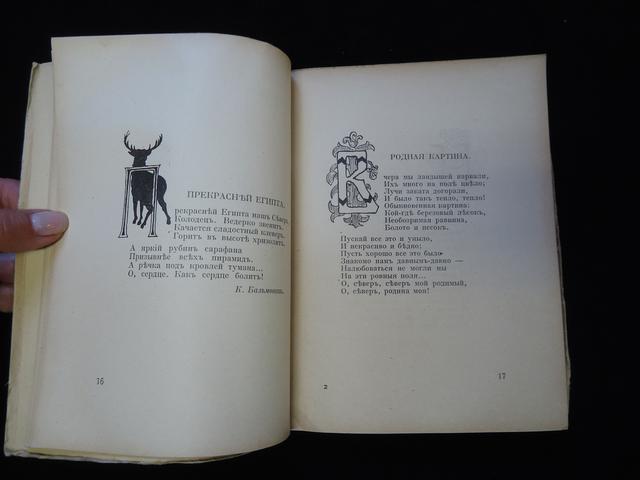 ПРЕКРАСНѢЙ ЕГИПТА.
Прекраснѣй Египта нашъ Сѣверъ.
Колодецъ. Ведерко звенитъ.
Качается сладостный клеверъ.
Горитъ въ высотѣ хризолитъ.
А яркій рубинъ сарафана
Призывнѣе всѣхъ пирамидъ.
А рѣчка подъ кровлей тумана...
О, сердце. Какъ сердце болитъ!
К. Бальмонтъ.
16
РОДНАЯ КАРТИНА.
чера мы ландышей нарвали,
Ихъ много на полѣ цвѣло;
Лучи заката догорали,
И было такъ тепло, тепло!
Обыкновенная картина:
Кой-гдѣ березовый лѣсокъ,
Необозримая равнина,
Болото и песокъ.
Пускай все это и уныло,
И некрасиво и бѣдно;
Пусть хорошо все это было
Знакомо намъ давнымъ-давно —
Налюбоваться не могли мы
На эти ровныя поля...
О, сѣверъ, сѣверъ мой родимый,
О, сѣверъ, родина моя!
2
17